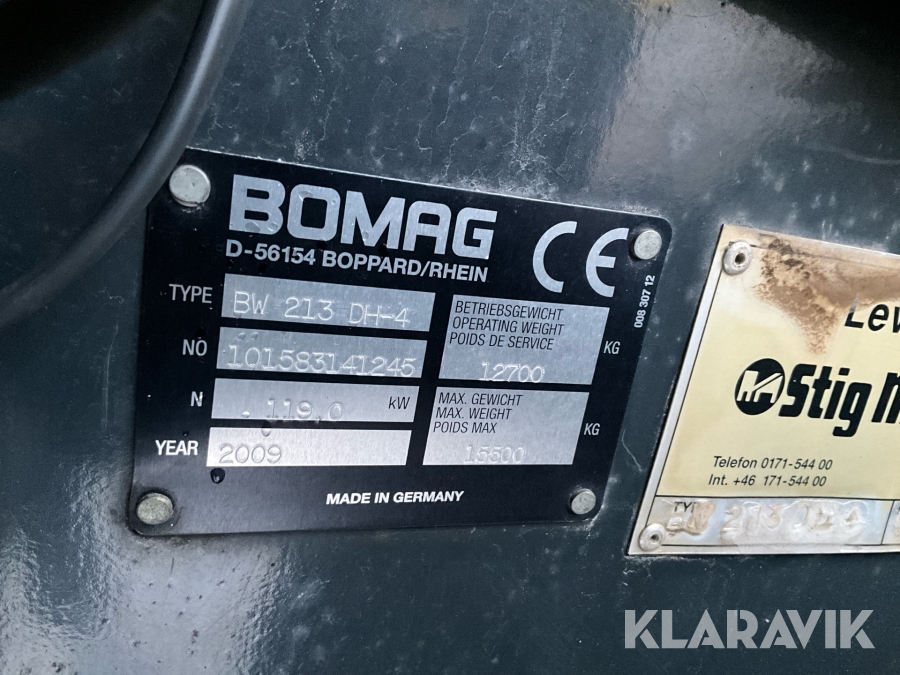 BOMAG
D-56154 BOPPARD/RHEIN
CE
TYPE BW 213 DH-4
NO 101583141245
N . 119,0 kW
YEAR 2009
BETRIEBSGEWICHT
OPERATING WEIGHT
POIDS DE SERVICE
12700 KG
MAX. GEWICHT
MAX. WEIGHT
POIDS MAX
15500 KG
MADE IN GERMANY
008 307 12
Lev
Stig
Telefon 0171-544 00
Int. +46 171-544 00
KLARAVIK